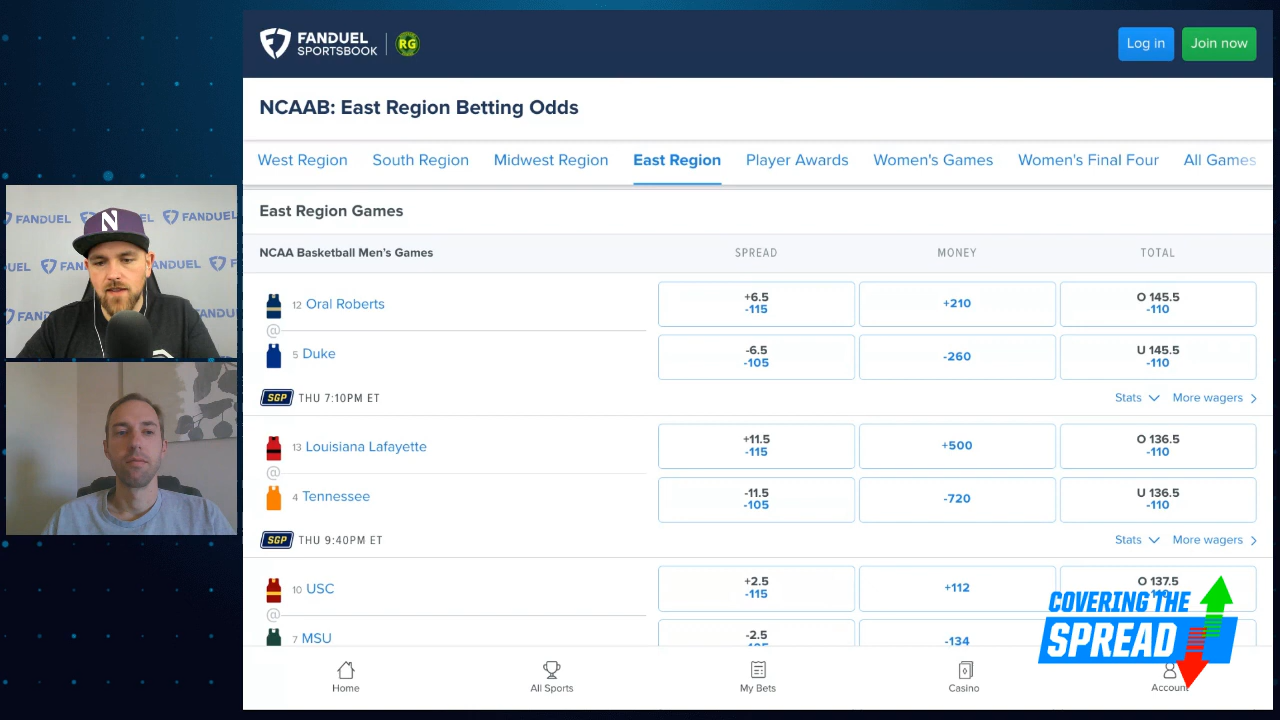 FANDUEL
SPORTSBOOK
RG
Log in
Join now
NCAAB: East Region Betting Odds
West Region South Region Midwest Region East Region Player Awards Women's Games Women's Final Four All Games
East Region Games
NCAA Basketball Men's Games SPREAD MONEY TOTAL
12 Oral Roberts
+6.5
-115
+210
O 145.5
-110
@
5 Duke
-6.5
-105
-260
U 145.5
-110
SGP THU 7:10PM ET
Stats More wagers
13 Louisiana Lafayette
+11.5
-115
+500
O 136.5
-110
@
4 Tennessee
-11.5
-105
-720
U 136.5
-110
SGP THU 9:40PM ET
Stats More wagers
10 USC
+2.5
-115
+112
O 137.5
@
7 MSU
-2.5
-134
COVERING THE
SPREAD
Home All Sports My Bets Casino Account
N
FANDUEL
FANDUEL